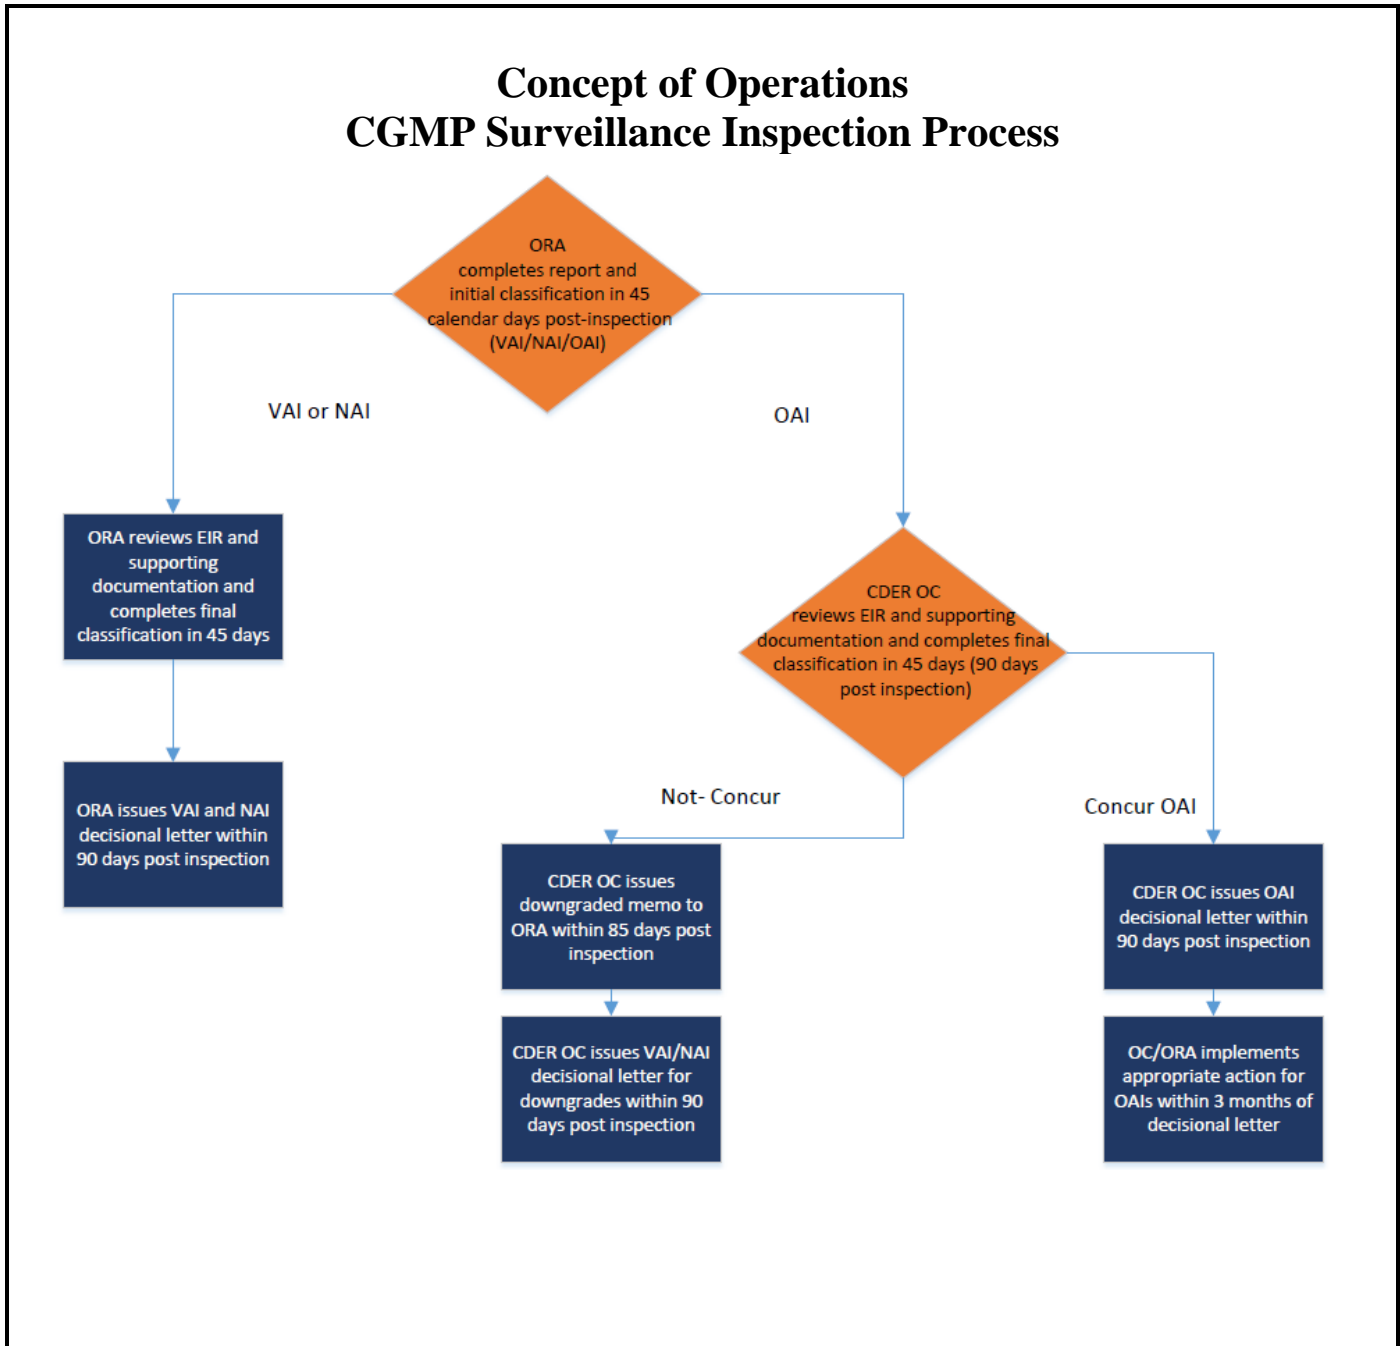 Concept of Operations
CGMP Surveillance Inspection Process
ORA
completes report and
initial classification in 45
calendar days post-inspection
(VAI/NAI/OAI)
VAI or NAI
OAI
ORA reviews EIR and
supporting
documentation and
completes final
classification in 45 days
CDER OC
reviews EIR and supporting
documentation and completes final
classification in 45 days (90 days
post inspection)
ORA issues VAI and NAI
decisional letter within
90 days post inspection
Not- Concur
Concur OAI
CDER OC issues
downgraded memo to
ORA within 85 days post
inspection
CDER OC issues OAI
decisional letter within
90 days post inspection
CDER OC issues VAI/NAI
decisional letter for
downgrades within 90
days post inspection
OC/ORA implements
appropriate action for
OAIs within 3 months of
decisional letter